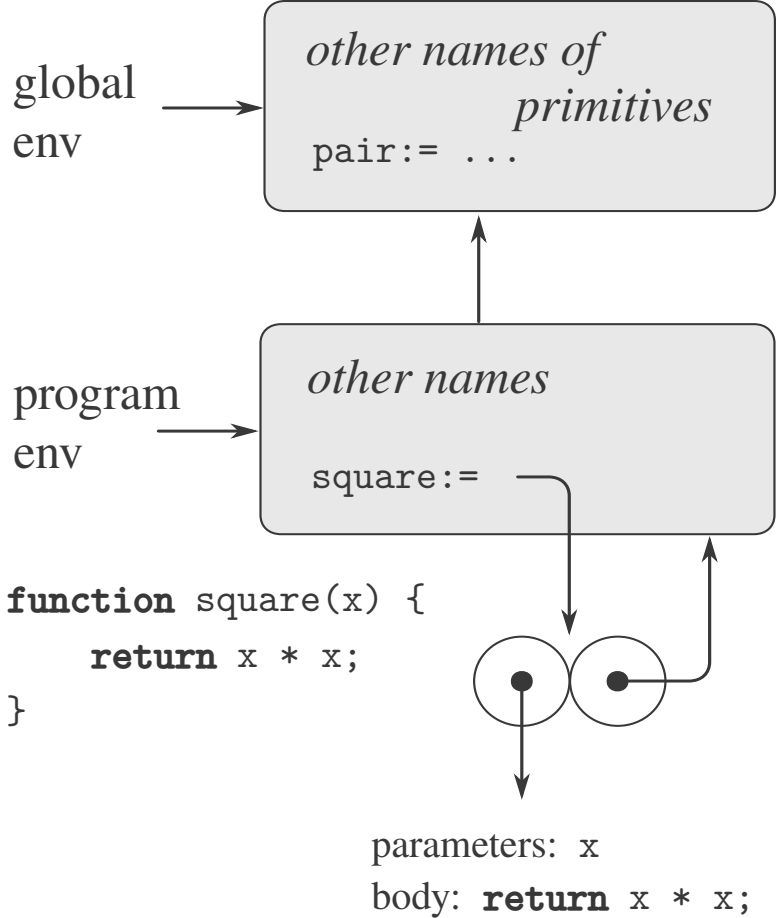 global
env
other names of
primitives
pair:= ...
program
env
other names
square:=
function square(x) {
    return x * x;
}
parameters: x
body: return x * x;